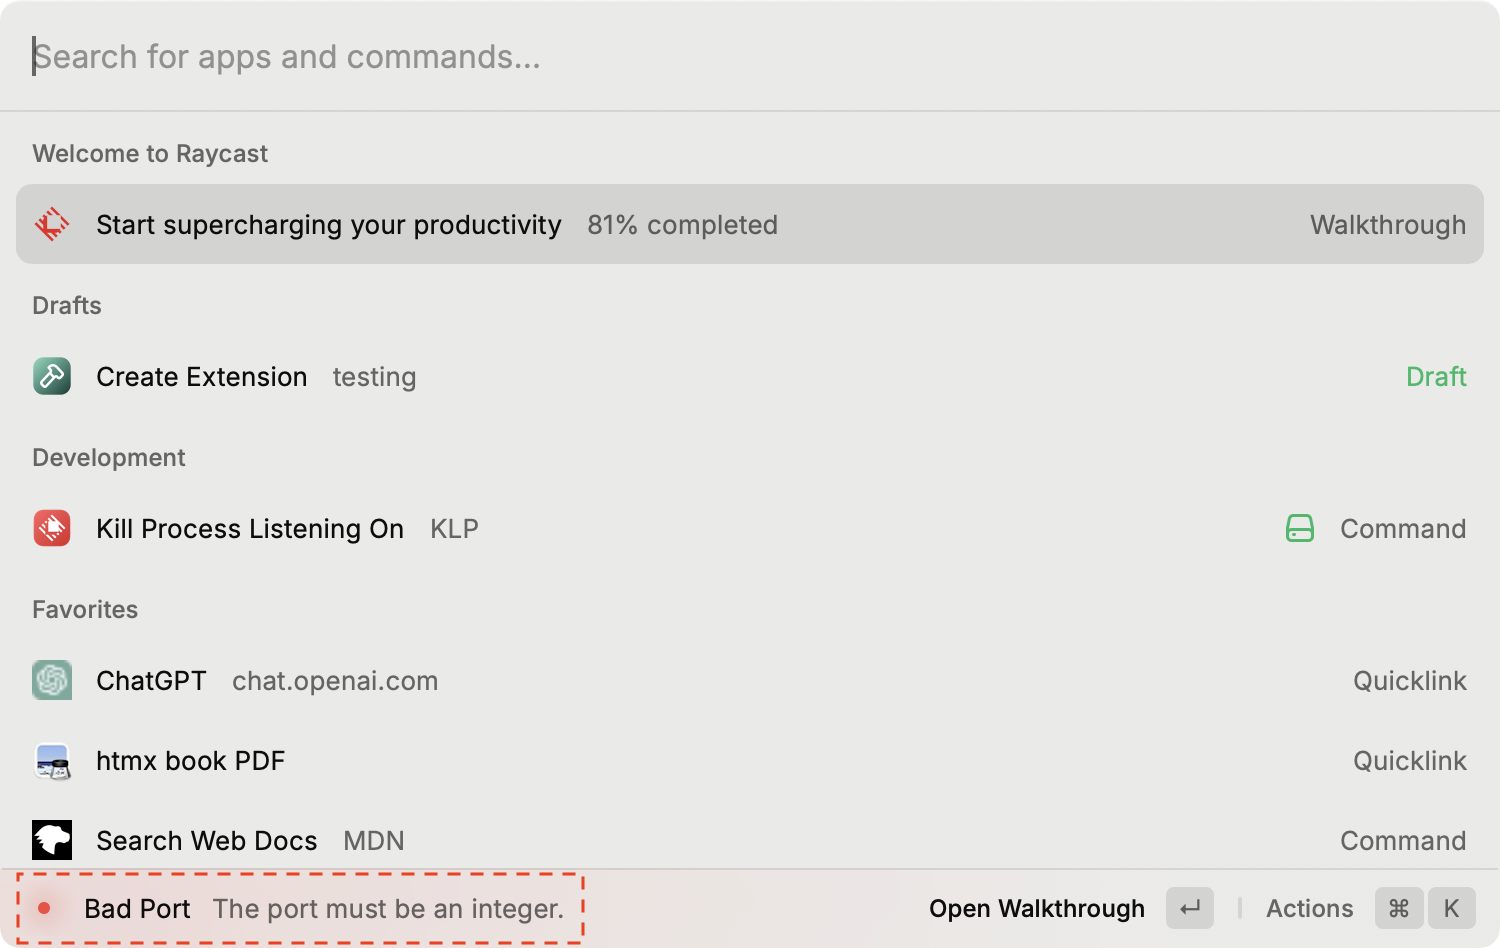 Search for apps and commands...
Welcome to Raycast
Start supercharging your productivity 81% completed Walkthrough
Drafts
Create Extension testing Draft
Development
Kill Process Listening On KLP Command
Favorites
ChatGPT chat.openai.com Quicklink
htmx book PDF Quicklink
Search Web Docs MDN Command
Bad Port The port must be an integer. Open Walkthrough ↵ Actions ⌘ K